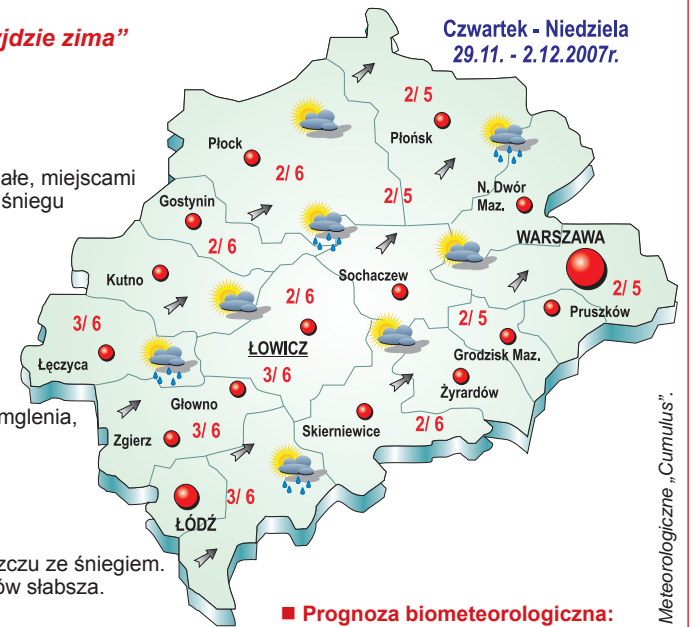 jdzie zima”
Czwartek - Niedziela
29.11. - 2.12.2007r.
ałe, miejscami
śniegu
mglenia,
szczu ze śniegiem.
ów słabsza.
2/ 5
Płońsk
Płock
2/ 6
2/ 5
N. Dwór
Maz.
Gostynin
2/ 6
WARSZAWA
Kutno
Sochaczew
2/ 5
2/ 6
Pruszków
3/ 6
2/ 5
ŁOWICZ
Łęczyca
Grodzisk Maz.
3/ 6
Żyrardów
Głowno
2/ 6
Skierniewice
3/ 6
Zgierz
3/ 6
ŁÓDŹ
Meteorologiczne „Cumulus”.
■ Prognoza biometeorologiczna: